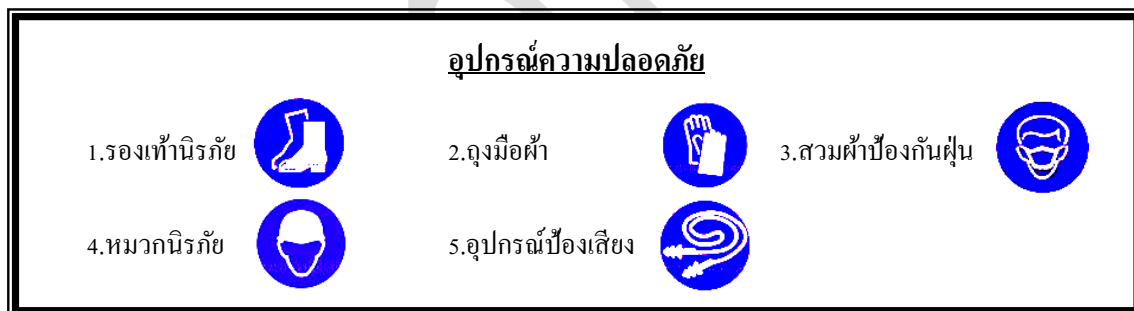 อุปกรณ์ความปลอดภัย
1.รองเท้านิรภัย 2.ถุงมือผ้า 3.สวมผ้าป้องกันฝุ่น
4.หมวกนิรภัย 5.อุปกรณ์ป้องเสียง